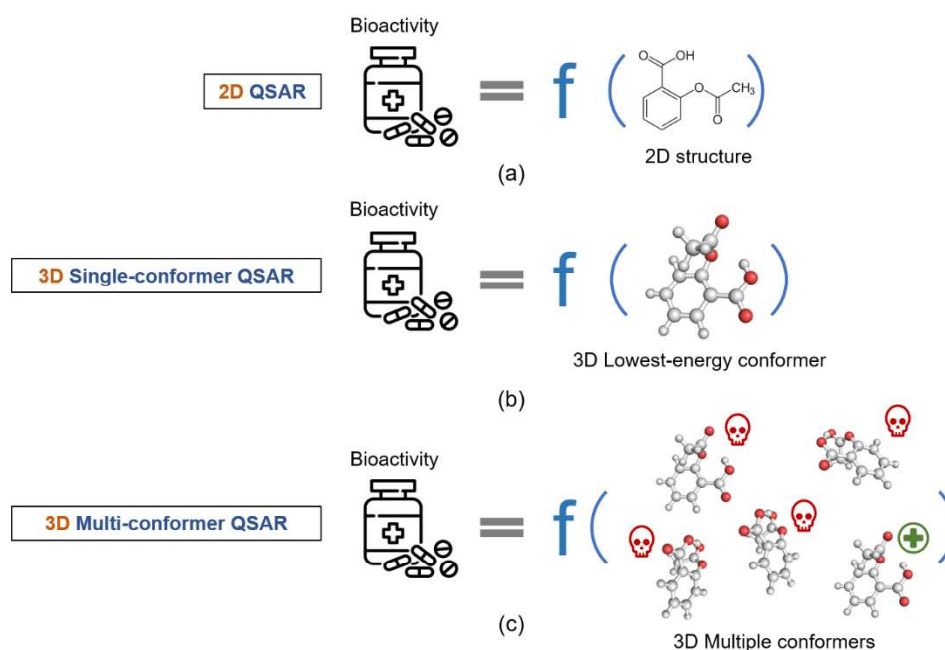 Bioactivity
2D QSAR
= f (
O
OH
O
CH₃
O
)
2D structure
(a)
Bioactivity
3D Single-conformer QSAR
= f ( )
3D Lowest-energy conformer
(b)
Bioactivity
3D Multi-conformer QSAR
= f ( )
3D Multiple conformers
(c)